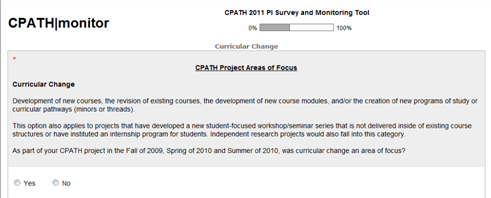 CPATH|monitor
CPATH 2011 PI Survey and Monitoring Tool
0% 100%
Curricular Change
*
CPATH Project Areas of Focus
Curricular Change
Development of new courses, the revision of existing courses, the development of new course modules, and/or the creation of new programs of study or
curricular pathways (minors or threads).
This option also applies to projects that have developed a new student-focused workshop/seminar series that is not delivered inside of existing course
structures or have instituted an internship program for students. Independent research projects would also fall into this category.
As part of your CPATH project in the Fall of 2009, Spring of 2010 and Summer of 2010, was curricular change an area of focus?
Yes No